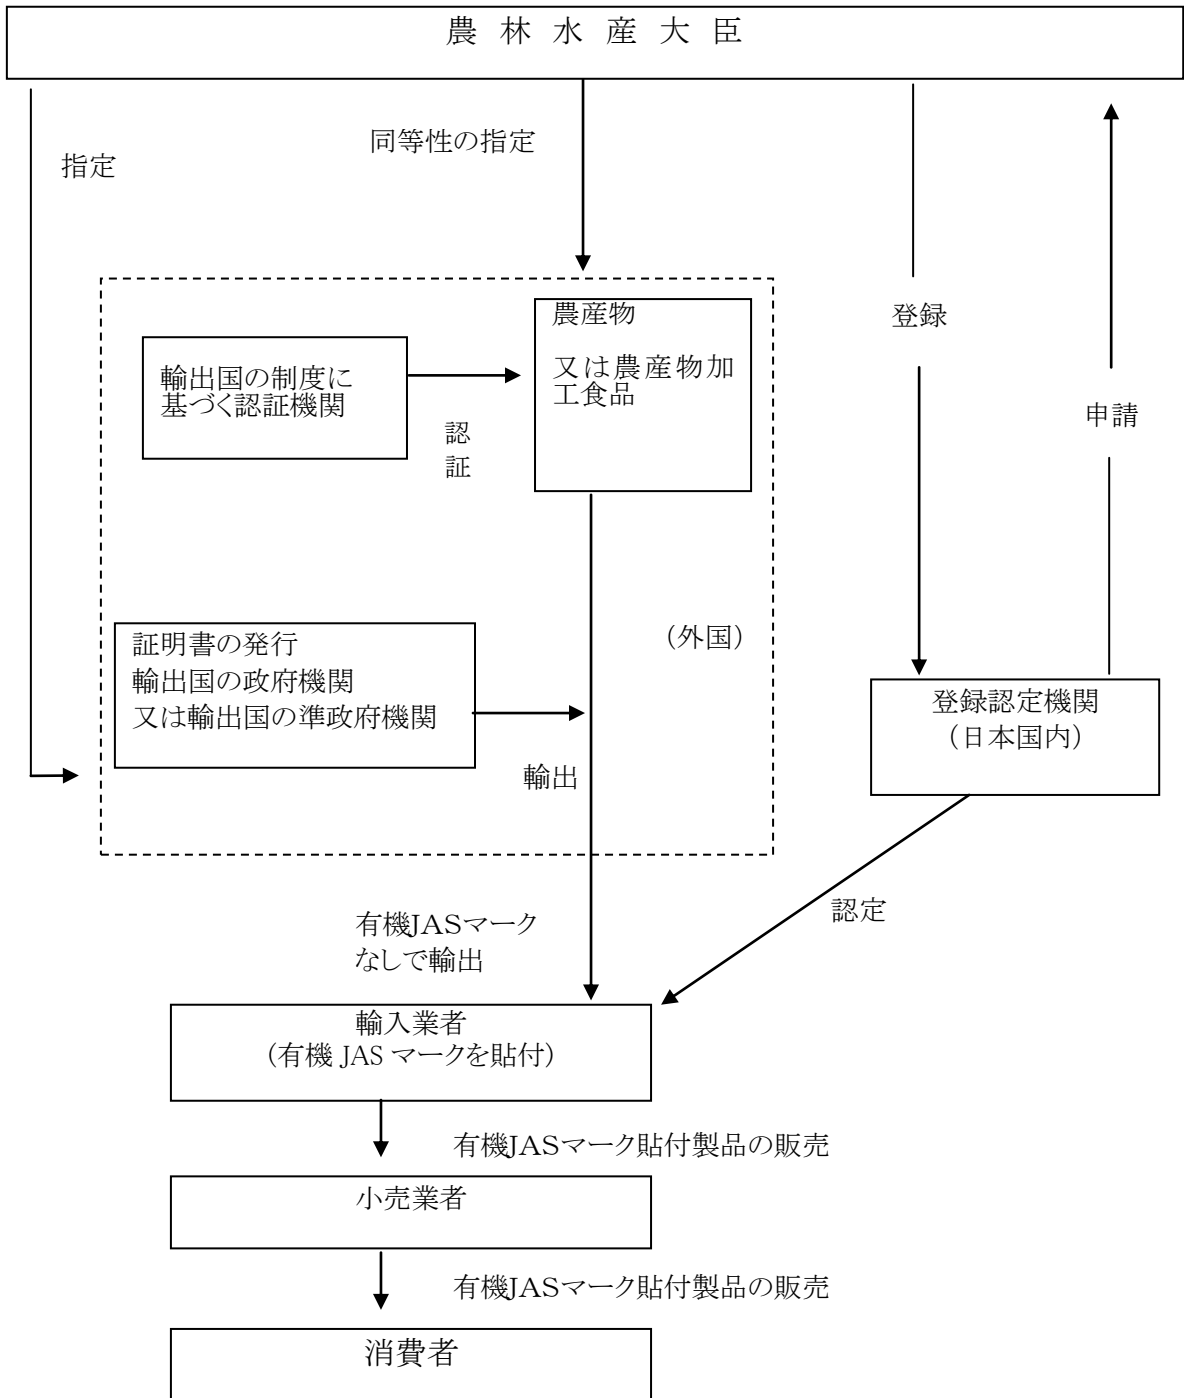 農林水産大臣
同等性の指定
指定
農産物
又は農産物加
工食品
登録
輸出国の制度に
基づく認証機関
認
証
申請
証明書の発行
輸出国の政府機関
又は輸出国の準政府機関
（外国）
登録認定機関
（日本国内）
輸出
認定
有機JASマーク
なしで輸出
輸入業者
（有機 JAS マークを貼付）
有機JASマーク貼付製品の販売
小売業者
有機JASマーク貼付製品の販売
消費者